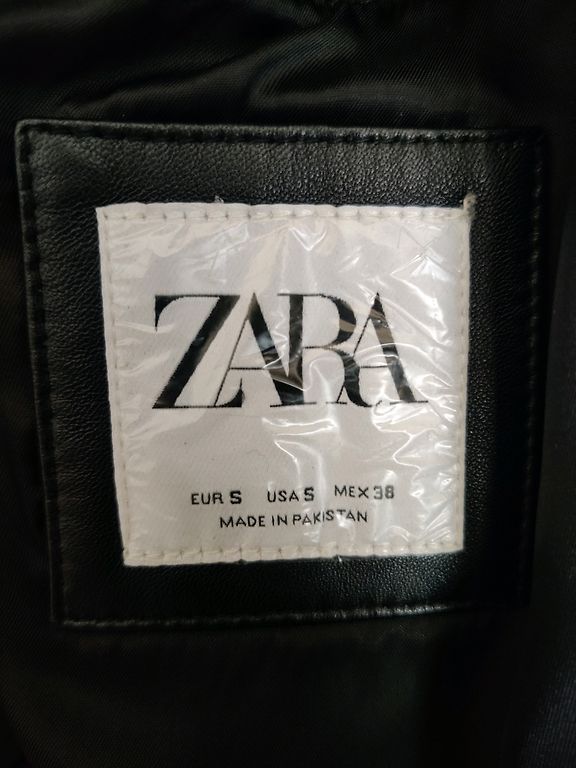 ZARA
EUR S USA S MEX 38
MADE IN PAKISTAN